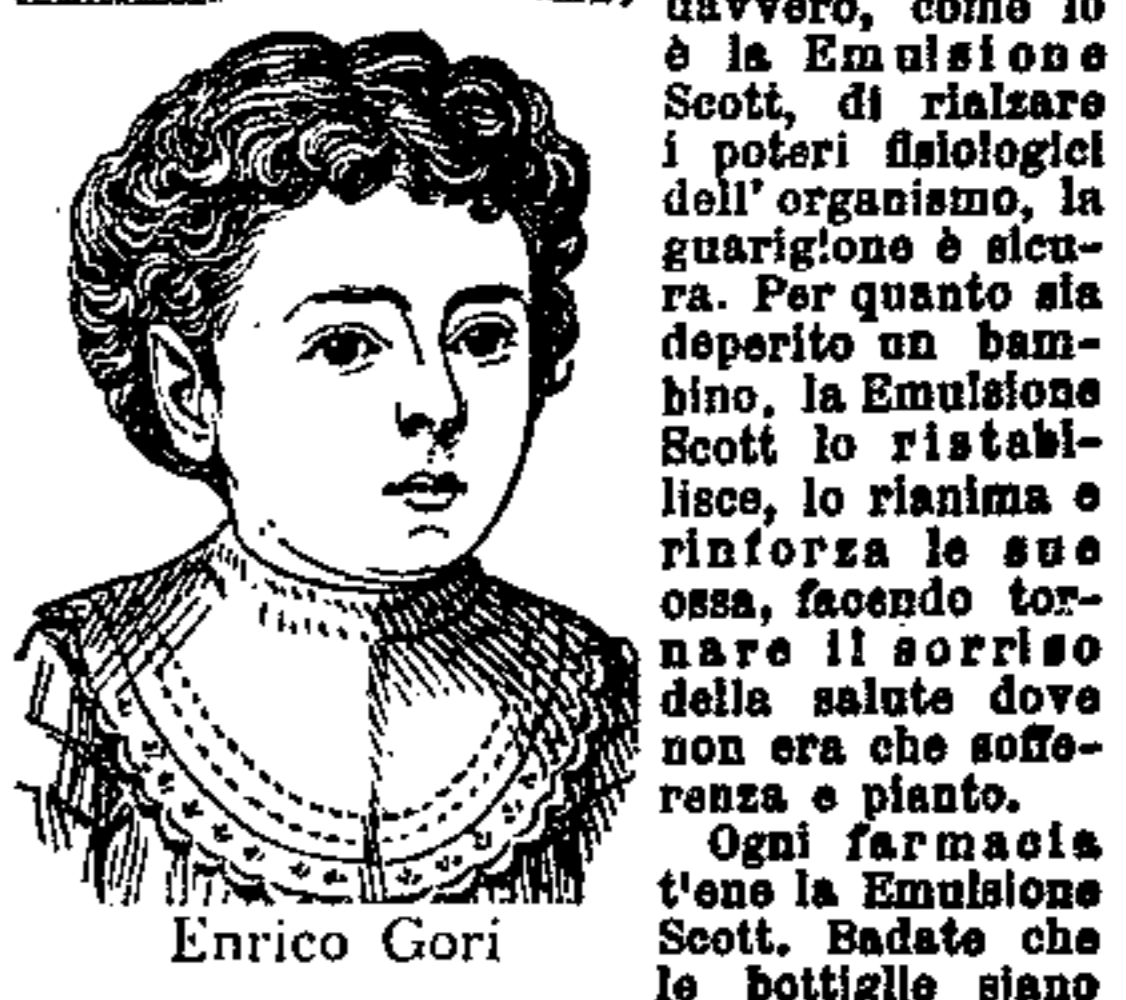 davvero, come lo
è la Emulsione
Scott, di rialzare
i poteri fisiologici
dell' organismo, la
guarigione è sicu-
ra. Per quanto sia
deperito un bam-
bino, la Emulsione
Scott lo ristabi-
lisce, lo rianima e
rinforza le sue
ossa, facendo tor-
nare il sorriso
della salute dove
non era che soffe-
renza e pianto.
Ogni farmacia
tiene la Emulsione
Scott. Badate che
le bottiglie siano
Enrico Gori